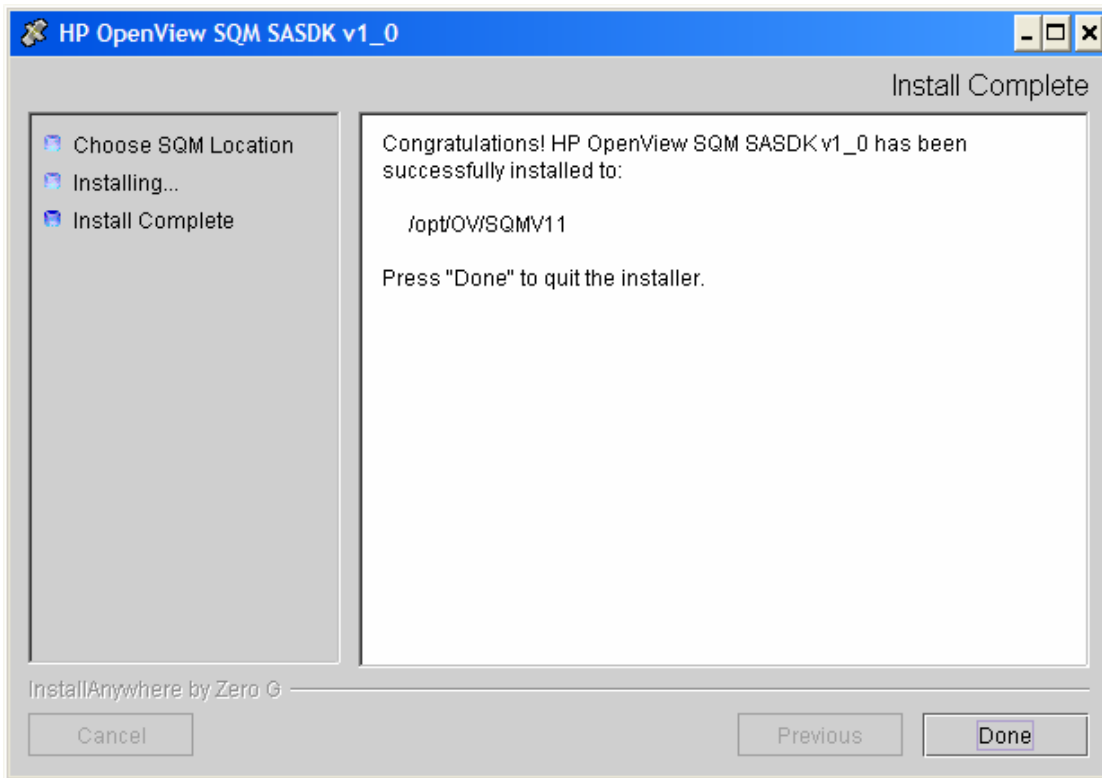 HP OpenView SQM SASDK v1_0
Install Complete
Choose SQM Location
Installing...
Install Complete
Congratulations! HP OpenView SQM SASDK v1_0 has been
successfully installed to:
/opt/OV/SQMV11
Press "Done" to quit the installer.
InstallAnywhere by Zero G
Cancel
Previous
Done